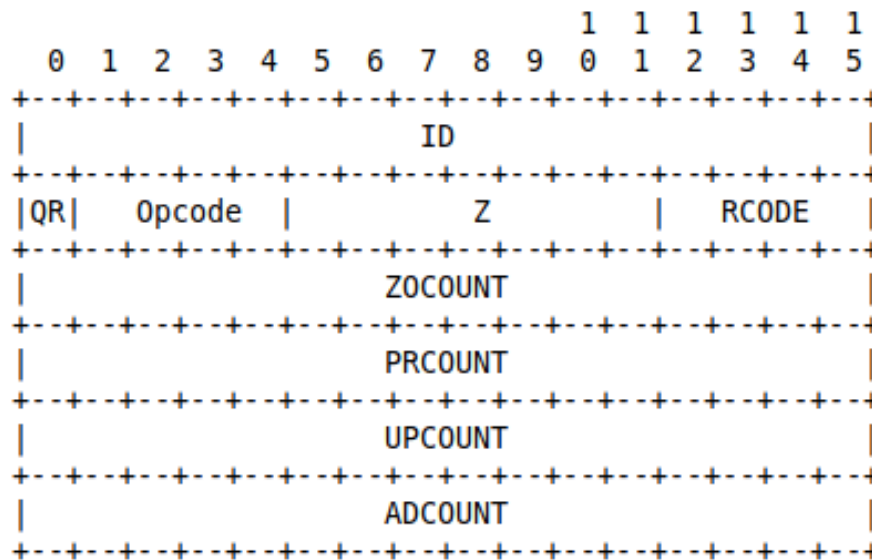 1 1 1 1 1 1
0 1 2 3 4 5 6 7 8 9 0 1 2 3 4 5
+--+--+--+--+--+--+--+--+--+--+--+--+--+--+--+--+
| ID |
+--+--+--+--+--+--+--+--+--+--+--+--+--+--+--+--+
|QR| Opcode | Z | RCODE |
+--+--+--+--+--+--+--+--+--+--+--+--+--+--+--+--+
| ZOCOUNT |
+--+--+--+--+--+--+--+--+--+--+--+--+--+--+--+--+
| PRCOUNT |
+--+--+--+--+--+--+--+--+--+--+--+--+--+--+--+--+
| UPCOUNT |
+--+--+--+--+--+--+--+--+--+--+--+--+--+--+--+--+
| ADCOUNT |
+--+--+--+--+--+--+--+--+--+--+--+--+--+--+--+--+